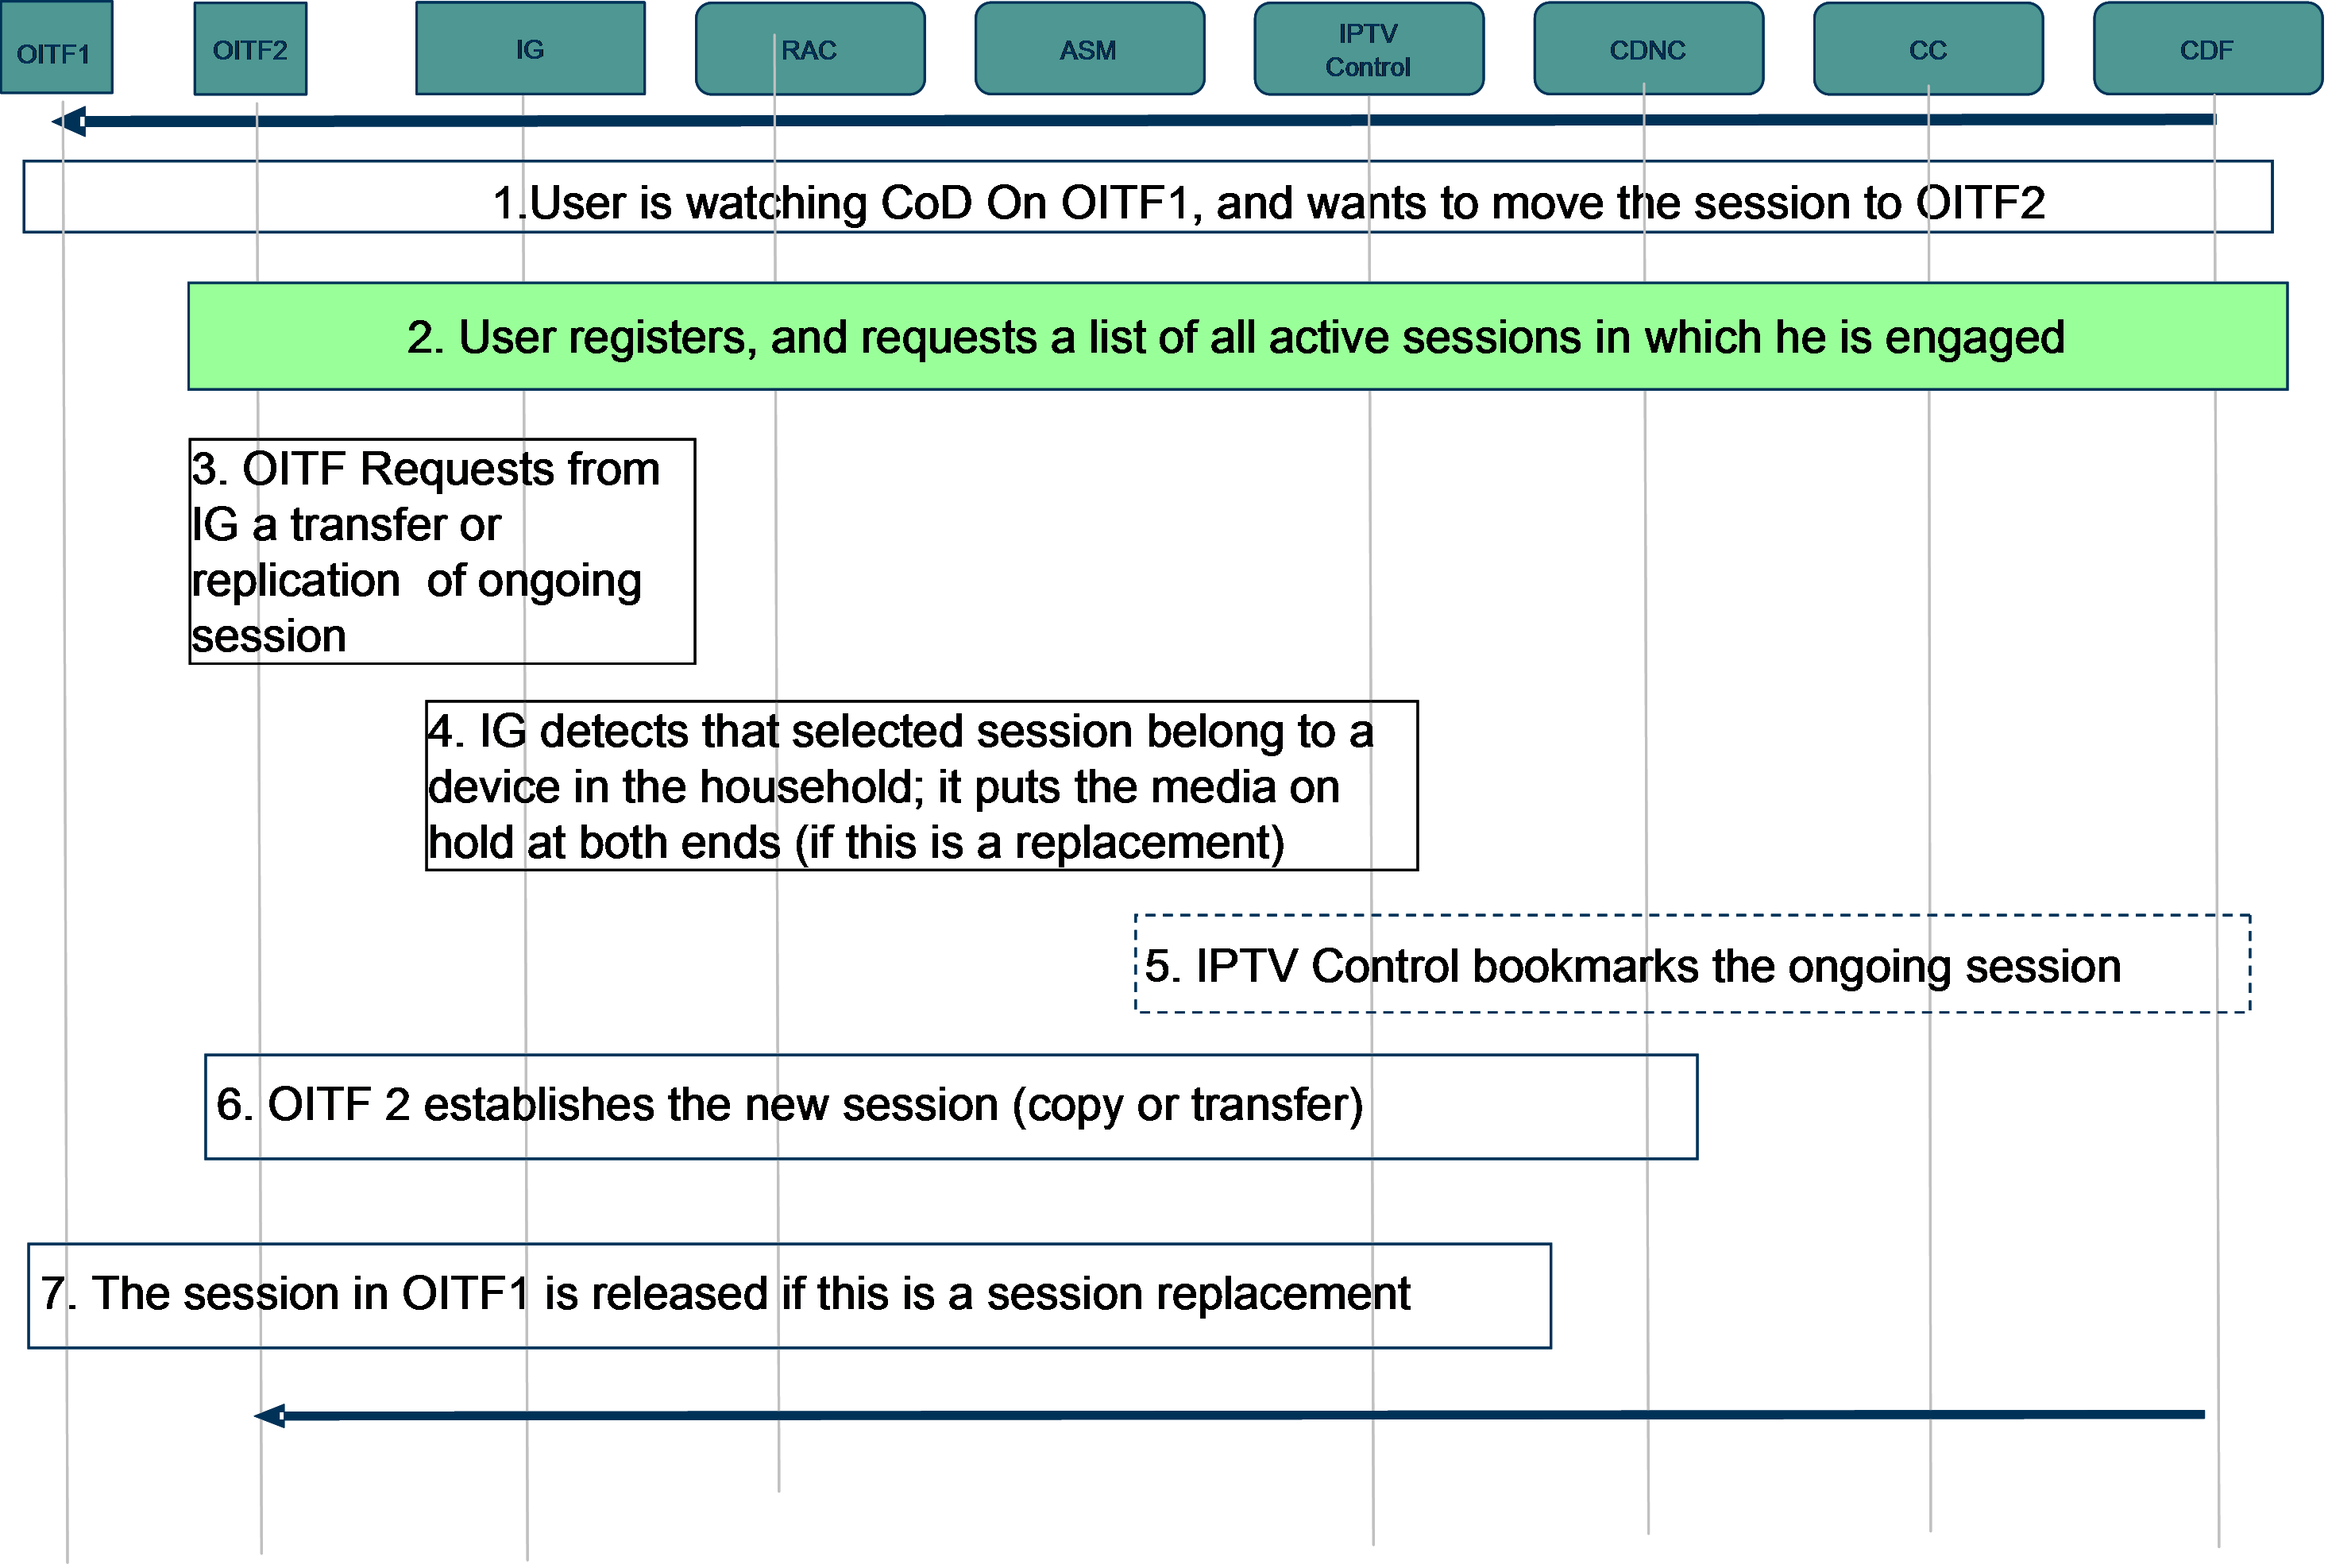 OITF1
OITF2
IG
RAC
ASM
IPTV
Control
CDNC
CC
CDF
1.User is watching CoD On OITF1, and wants to move the session to OITF2
2. User registers, and requests a list of all active sessions in which he is engaged
3. OITF Requests from
IG a transfer or
replication of ongoing
session
4. IG detects that selected session belong to a
device in the household; it puts the media on
hold at both ends (if this is a replacement)
5. IPTV Control bookmarks the ongoing session
6. OITF 2 establishes the new session (copy or transfer)
7. The session in OITF1 is released if this is a session replacement